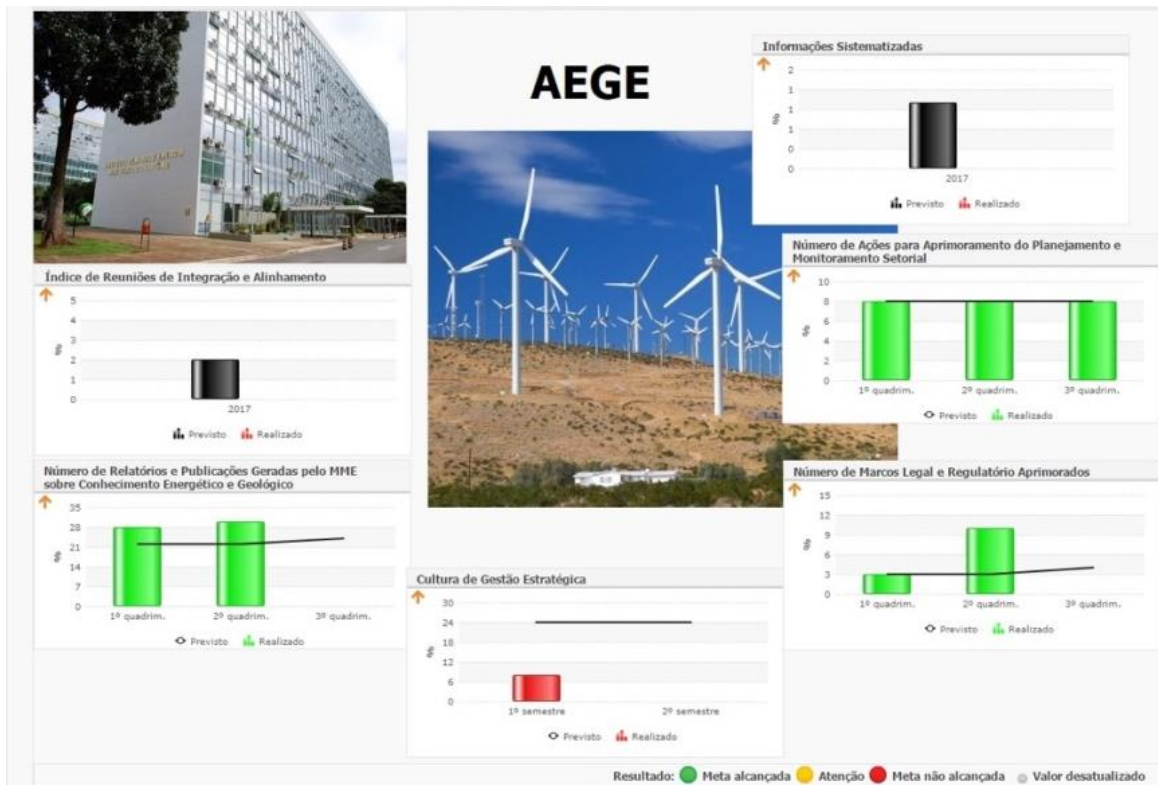 AEGE
Informações Sistematizadas
2
1
1
1
0
0
%
2017
Previsto Realizado
Índice de Reuniões de Integração e Alinhamento
5
4
3
2
1
0
%
2017
Previsto Realizado
Número de Ações para Aprimoramento do Planejamento e
Monitoramento Setorial
10
8
6
4
2
0
%
1º quadrim. 2º quadrim. 3º quadrim.
Previsto Realizado
Número de Relatórios e Publicações Geradas pelo MME
sobre Conhecimento Energético e Geológico
35
28
21
14
7
0
%
1º quadrim. 2º quadrim. 3º quadrim.
Previsto Realizado
Cultura de Gestão Estratégica
30
24
18
12
6
0
%
1º semestre 2º semestre
Previsto Realizado
Número de Marcos Legal e Regulatório Aprimorados
15
12
9
6
3
0
%
1º quadrim. 2º quadrim. 3º quadrim.
Previsto Realizado
Resultado: Meta alcançada Atenção Meta não alcançada Valor desatualizado